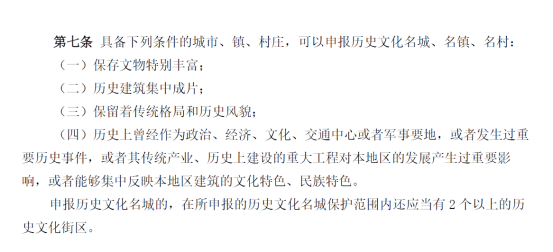 第七条 具备下列条件的城市、镇、村庄，可以申报历史文化名城、名镇、名村：
（一）保存文物特别丰富；
（二）历史建筑集中成片；
（三）保留着传统格局和历史风貌；
（四）历史上曾经作为政治、经济、文化、交通中心或者军事要地，或者发生过重
要历史事件，或者其传统产业、历史上建设的重大工程对本地区的发展产生过重要影
响，或者能够集中反映本地区建筑的文化特色、民族特色。
申报历史文化名城的，在所申报的历史文化名城保护范围内还应当有 2 个以上的历
史文化街区。